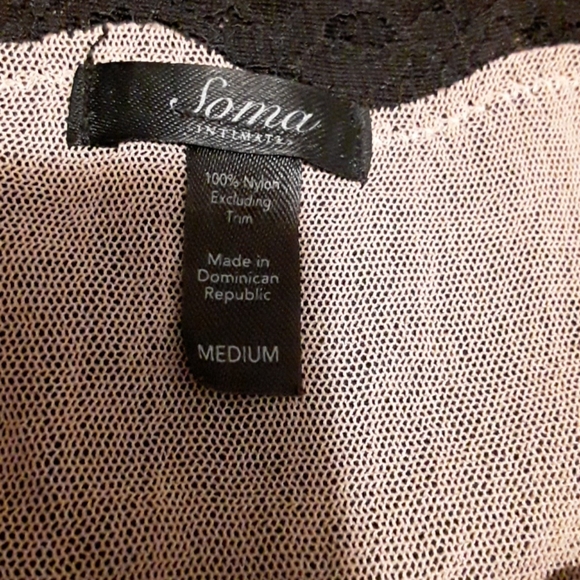 Soma
INTIMATES
100% Nylon
Excluding
Trim
Made in
Dominican
Republic
MEDIUM